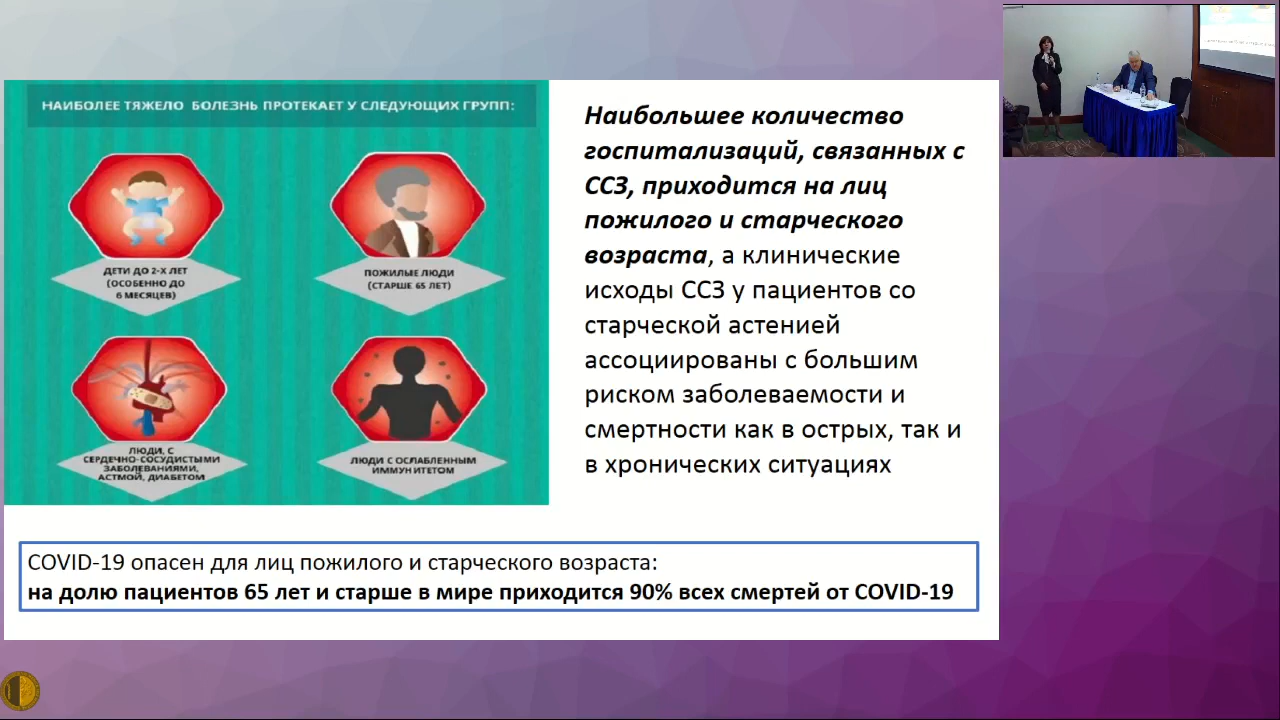 НАИБОЛЕЕ ТЯЖЕЛО БОЛЕЗНЬ ПРОТЕКАЕТ У СЛЕДУЮЩИХ ГРУПП:
ДЕТИ ДО 2-Х ЛЕТ
(ОСОБЕННО ДО
6 МЕСЯЦЕВ)
ПОЖИЛЫЕ ЛЮДИ
(СТАРШЕ 65 ЛЕТ)
ЛЮДИ, С
СЕРДЕЧНО-СОСУДИСТЫМИ
ЗАБОЛЕВАНИЯМИ,
АСТМОЙ, ДИАБЕТОМ
ЛЮДИ С ОСЛАБЛЕННЫМ
ИММУНИТЕТОМ
Наибольшее количество
госпитализаций, связанных с
ССЗ, приходится на лиц
пожилого и старческого
возраста, а клинические
исходы ССЗ у пациентов со
старческой астенией
ассоциированы с большим
риском заболеваемости и
смертности как в острых, так и
в хронических ситуациях
COVID-19 опасен для лиц пожилого и старческого возраста:
на долю пациентов 65 лет и старше в мире приходится 90% всех смертей от COVID-19